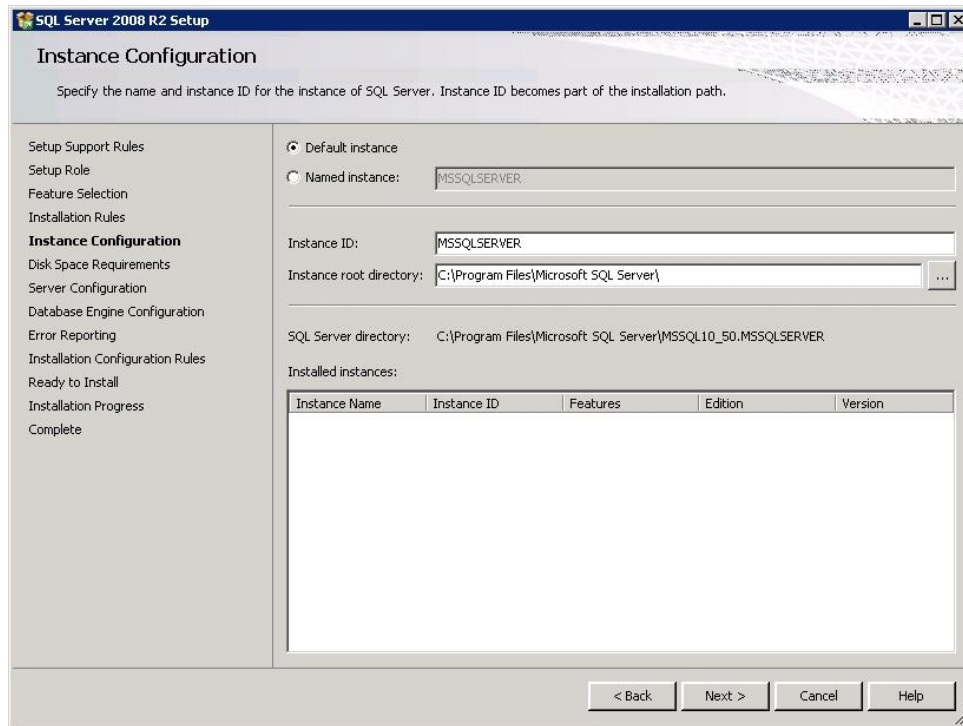 SQL Server 2008 R2 Setup
Instance Configuration
Specify the name and instance ID for the instance of SQL Server. Instance ID becomes part of the installation path.
Setup Support Rules
Setup Role
Feature Selection
Installation Rules
Instance Configuration
Disk Space Requirements
Server Configuration
Database Engine Configuration
Error Reporting
Installation Configuration Rules
Ready to Install
Installation Progress
Complete
Default instance
Named instance: MSSQLSERVER
Instance ID: MSSQLSERVER
Instance root directory: C:\Program Files\Microsoft SQL Server\ ...
SQL Server directory: C:\Program Files\Microsoft SQL Server\MSSQL10_50.MSSQLSERVER
Installed instances:
Instance Name Instance ID Features Edition Version
< Back Next > Cancel Help